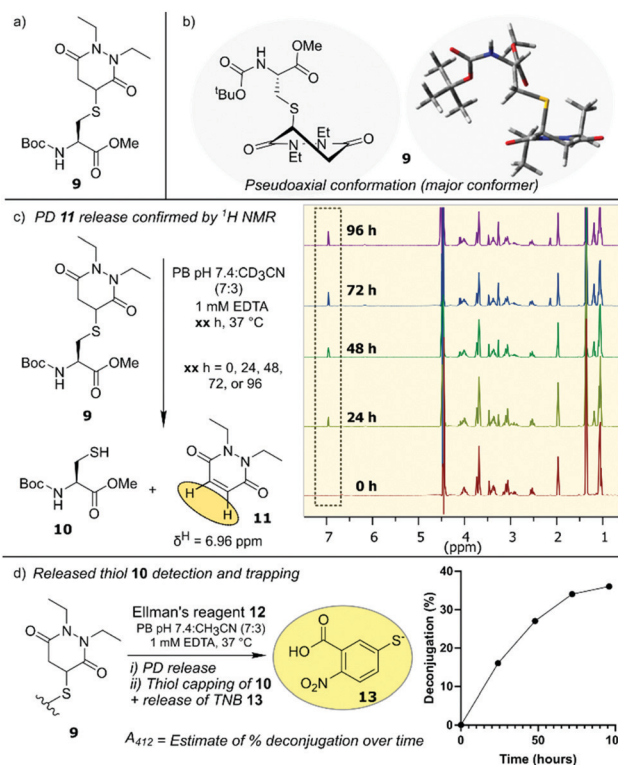 a)
O
N
N
O
S
Boc
N
H
OMe
O
9
b)
H
N
OMe
O
O
O
tBuO
S
Et
N
N
Et
O
O
9
Pseudoaxial conformation (major conformer)
c) PD 11 release confirmed by 1H NMR
O
N
N
O
S
Boc
N
H
OMe
O
9
PB pH 7.4:CD3CN
(7:3)
1 mM EDTA
xx h, 37 °C
xx h = 0, 24, 48,
72, or 96
SH
Boc
N
H
OMe
O
10
+
O
N
N
O
H
H
11
δH = 6.96 ppm
96 h
72 h
48 h
24 h
0 h
7 6 5 4 3 2 1
(ppm)
d) Released thiol 10 detection and trapping
O
N
N
O
S
9
Ellman's reagent 12
PB pH 7.4:CH3CN (7:3)
1 mM EDTA, 37 °C
i) PD release
ii) Thiol capping of 10
+ release of TNB 13
O
HO
O2N
S-
13
A412 = Estimate of % deconjugation over time
Deconjugation (%)
40
30
20
10
0
0 50 10
Time (hours)